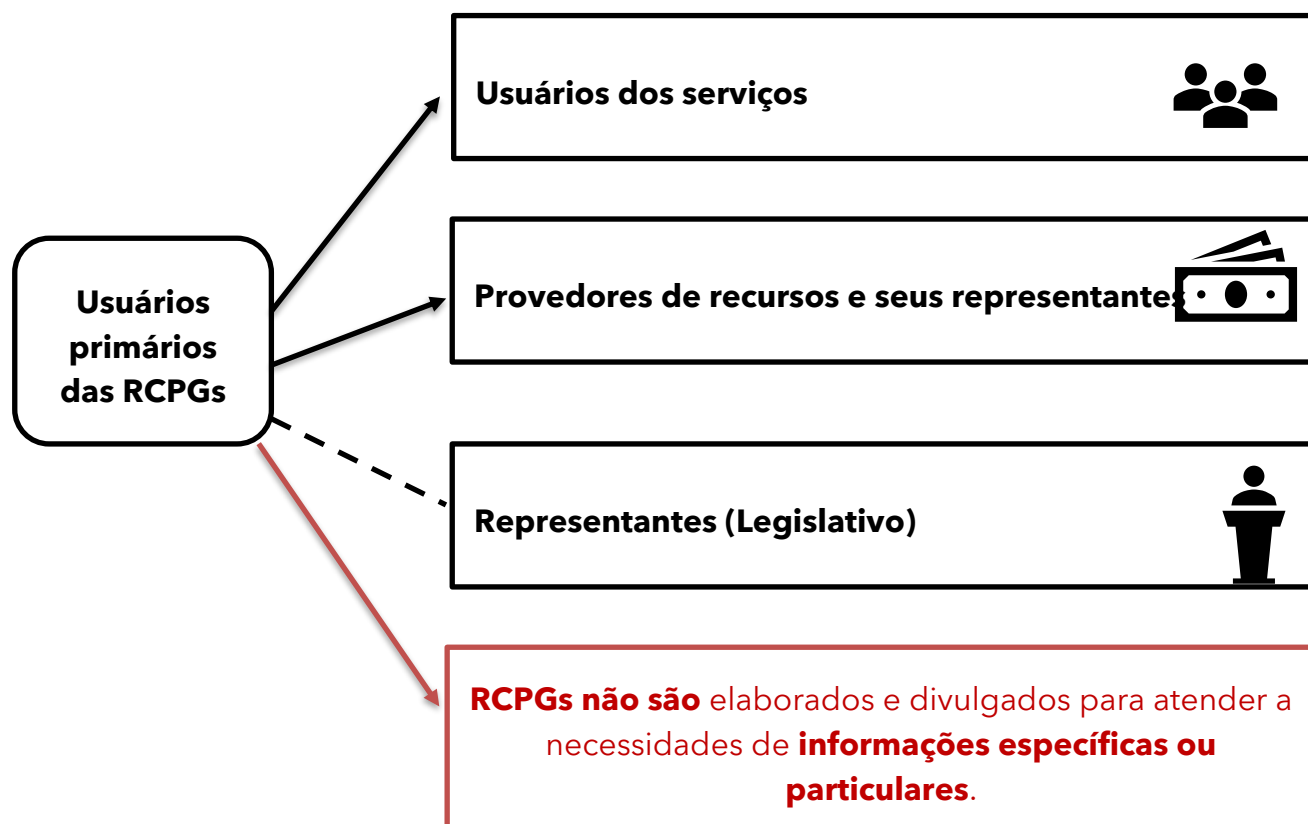 Usuários dos serviços
Provedores de recursos e seus representantes
Usuários
primários
das RCPGs
Representantes (Legislativo)
RCPGs não são elaborados e divulgados para atender a
necessidades de informações específicas ou
particulares.